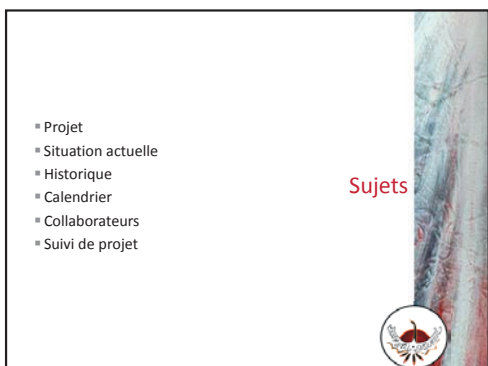 Projet
Situation actuelle
Historique
Calendrier
Collaborateurs
Suivi de projet
Sujets